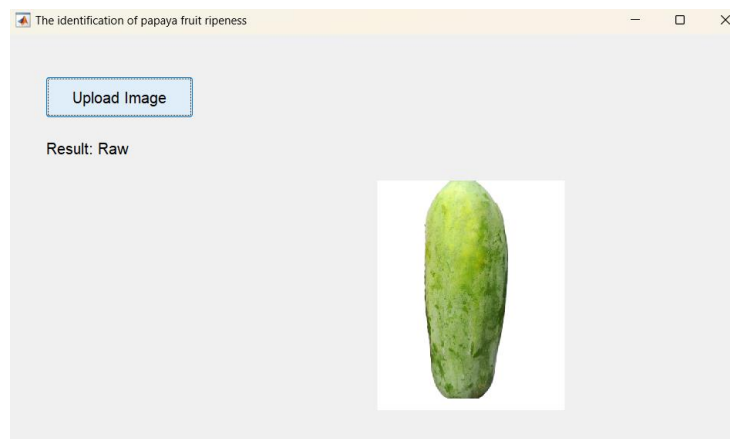 The identification of papaya fruit ripeness
Upload Image
Result: Raw